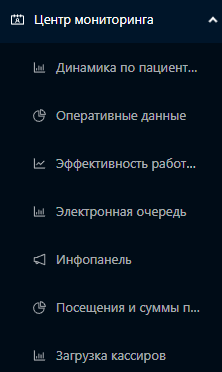 Центр мониторинга
Динамика по пациент...
Оперативные данные
Эффективность работ...
Электронная очередь
Инфопанель
Посещения и суммы п...
Загрузка кассиров